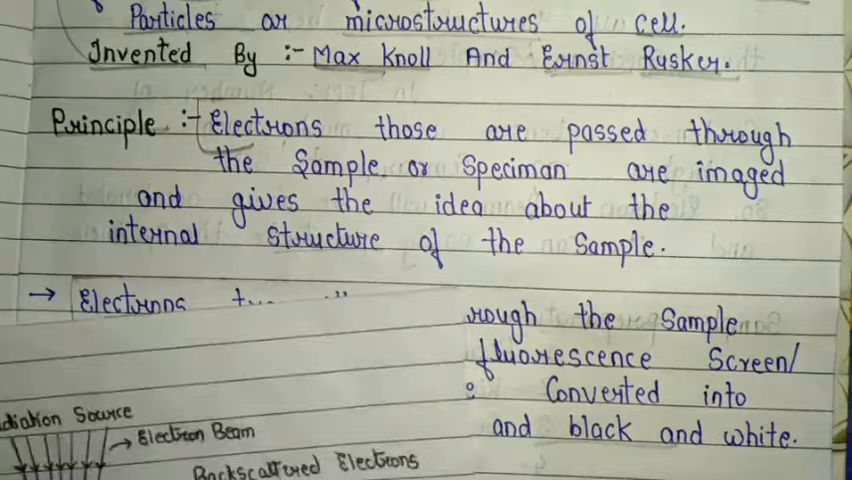 Particles or microstructures of cell.
Invented By :- Max Knoll And Ernst Rusker.
Principle :- Electrons those are passed through
the Sample or Speciman are imaged
and gives the idea about the
internal structure of the Sample.
→ Electrons
rough the Sample
fluorescence Screen/
Converted into
and black and white.
diation Source
→ Electron Beam
Backscattered Electrons